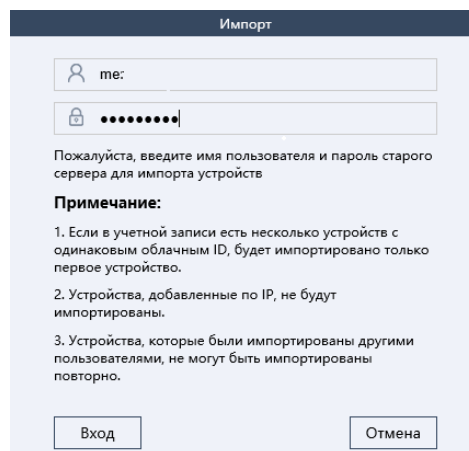 Импорт
me:
Пожалуйста, введите имя пользователя и пароль старого
сервера для импорта устройств
Примечание:
1. Если в учетной записи есть несколько устройств с
одинаковым облачным ID, будет импортировано только
первое устройство.
2. Устройства, добавленные по IP, не будут
импортированы.
3. Устройства, которые были импортированы другими
пользователями, не могут быть импортированы
повторно.
Вход
Отмена